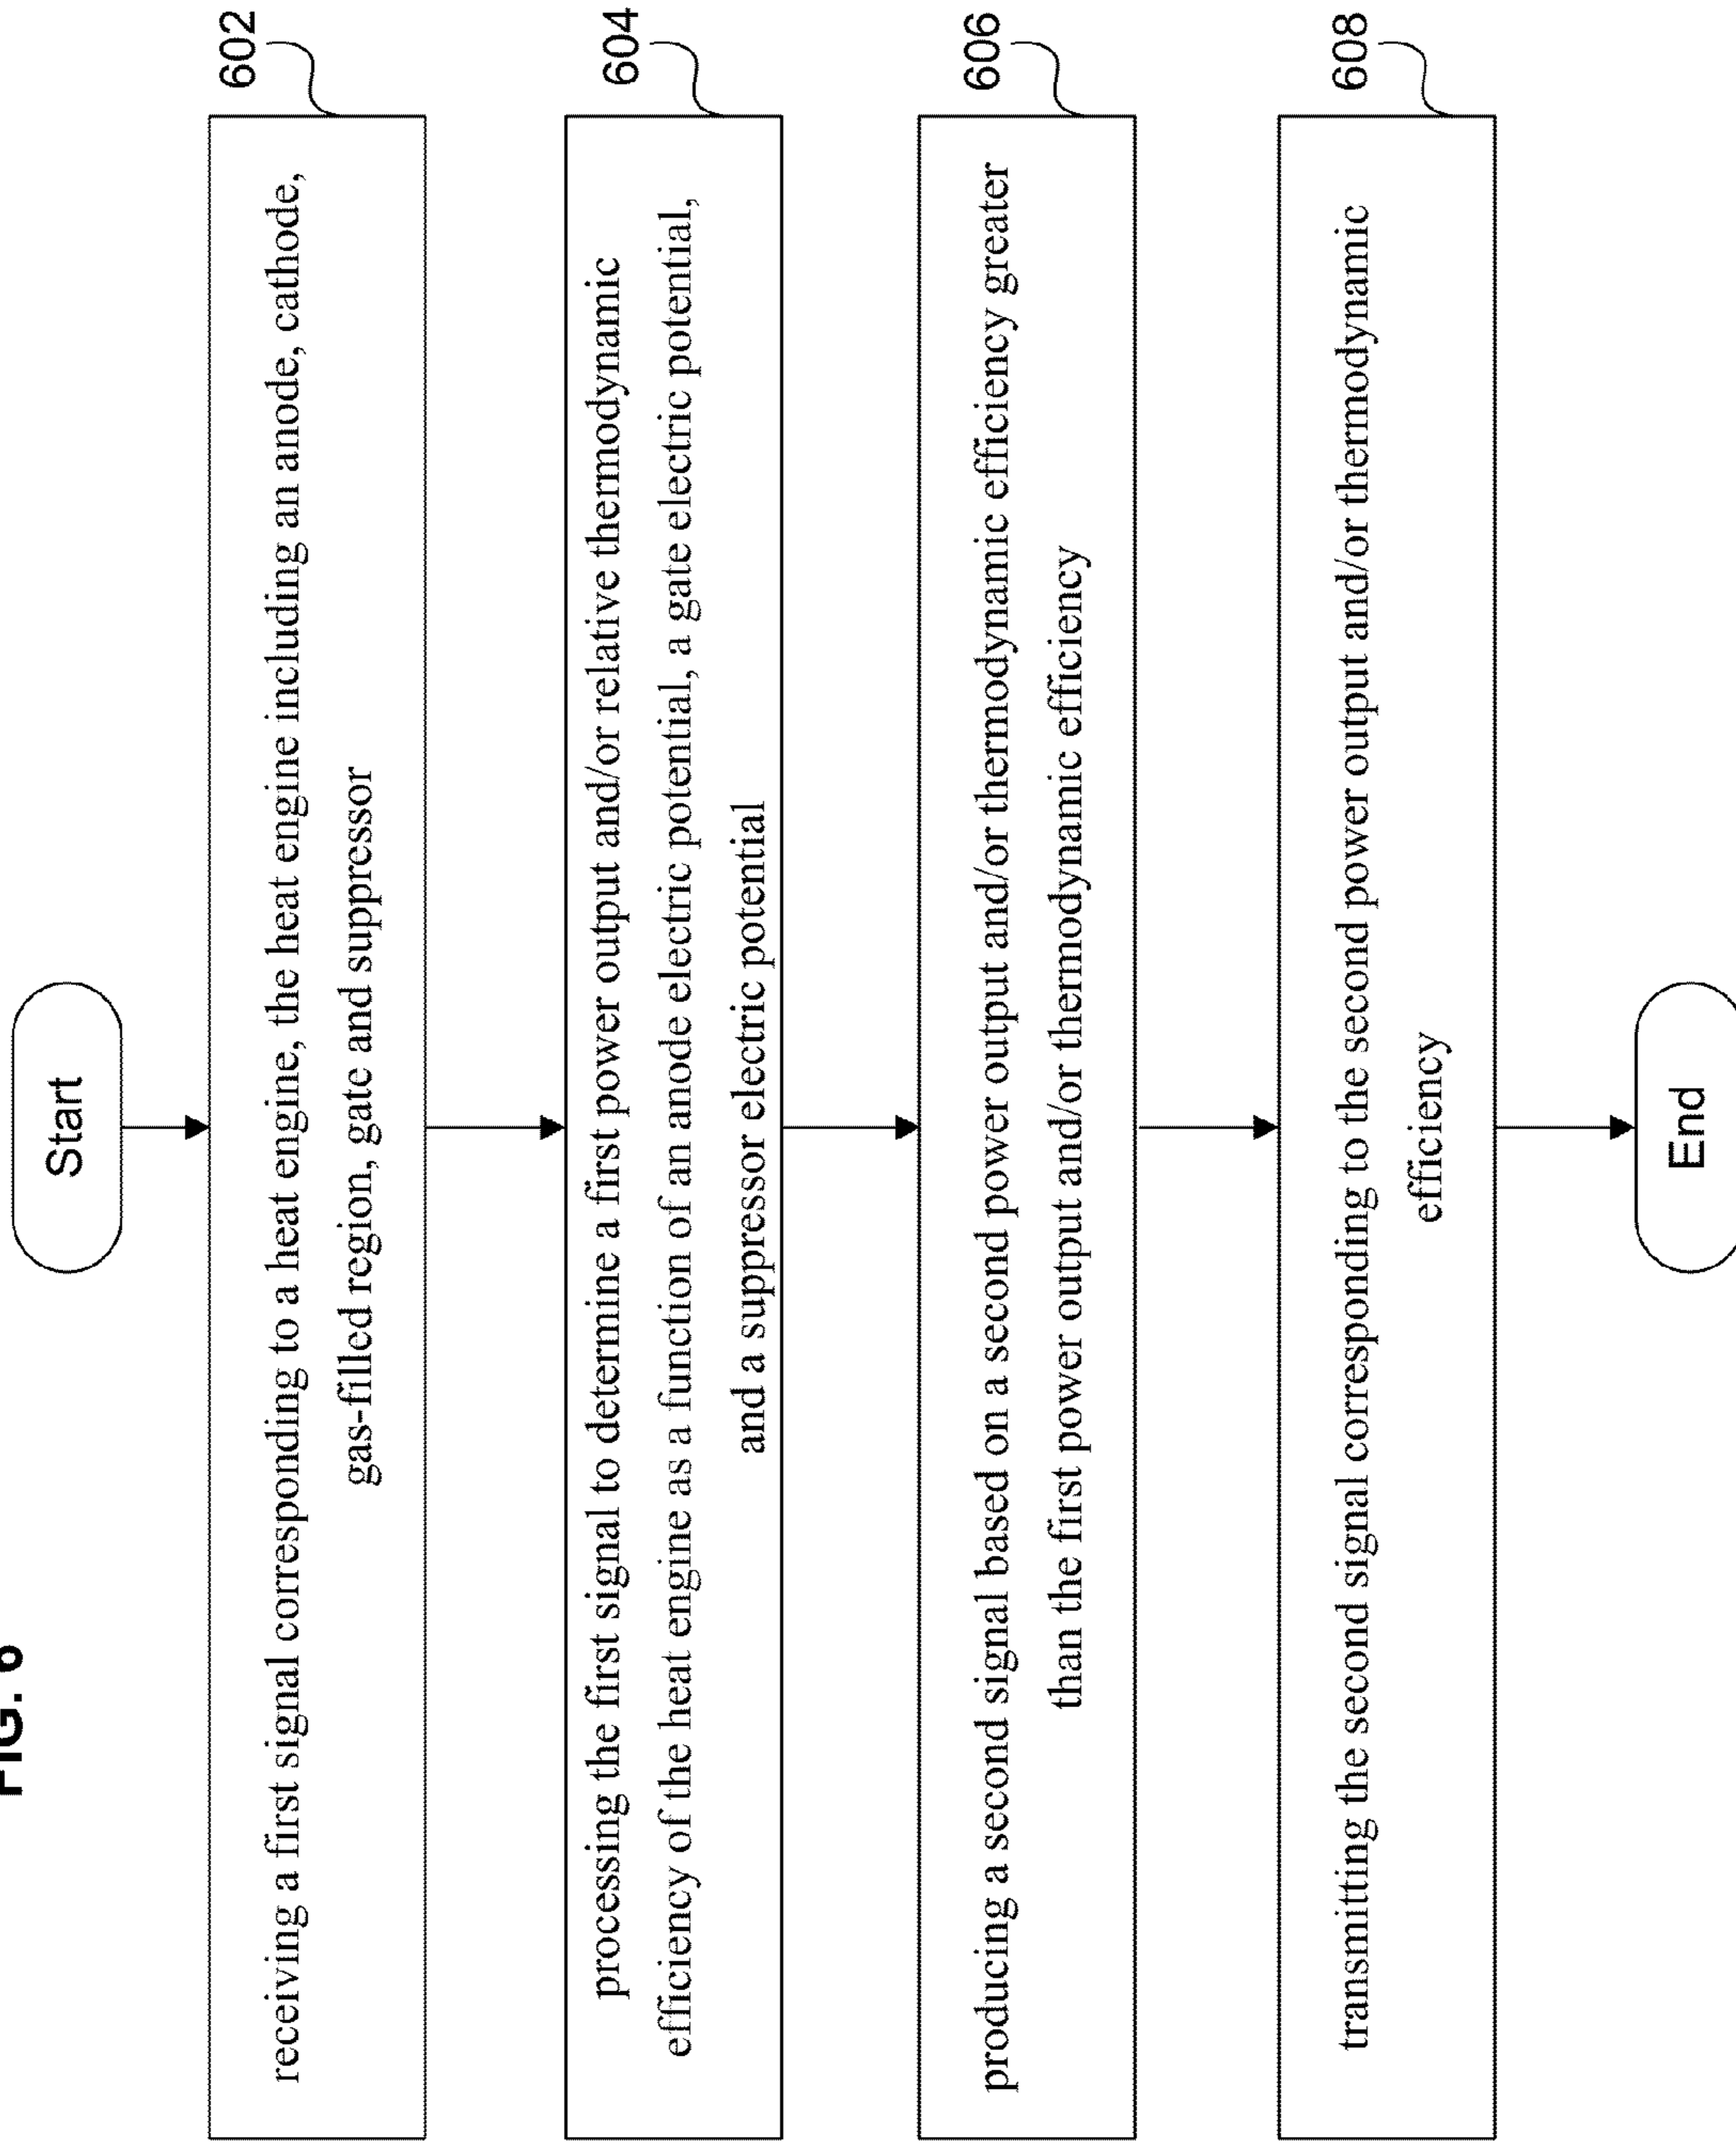 FIG. 6
Start
602
receiving a first signal corresponding to a heat engine, the heat engine including an anode, cathode,
gas-filled region, gate and suppressor
604
processing the first signal to determine a first power output and/or relative thermodynamic
efficiency of the heat engine as a function of an anode electric potential, a gate electric potential,
and a suppressor electric potential
606
producing a second signal based on a second power output and/or thermodynamic efficiency greater
than the first power output and/or thermodynamic efficiency
608
transmitting the second signal corresponding to the second power output and/or thermodynamic
efficiency
End